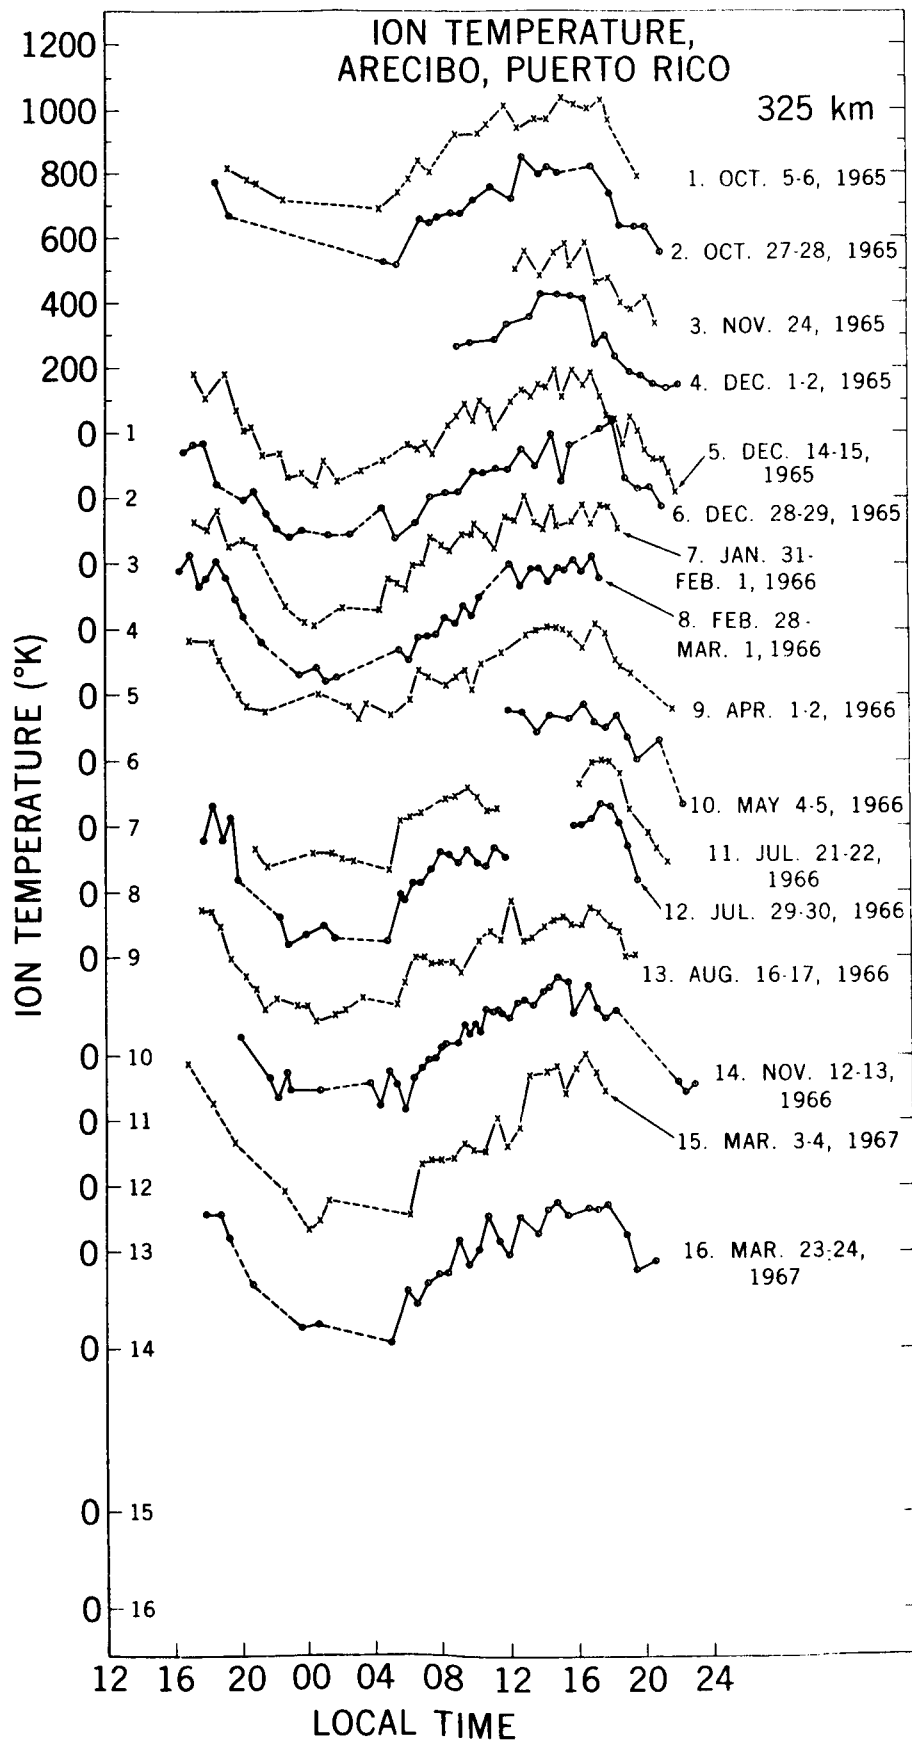 ION TEMPERATURE,
ARECIBO, PUERTO RICO
325 km
1200
1000
800
600
400
200
0 1
0 2
0 3
0 4
0 5
0 6
0 7
0 8
0 9
0 10
0 11
0 12
0 13
0 14
0 15
0 16
ION TEMPERATURE (°K)
1. OCT. 5-6, 1965
2. OCT. 27-28, 1965
3. NOV. 24, 1965
4. DEC. 1-2, 1965
5. DEC. 14-15,
1965
6. DEC. 28-29, 1965
7. JAN. 31-
FEB. 1, 1966
8. FEB. 28-
MAR. 1, 1966
9. APR. 1-2, 1966
10. MAY 4-5, 1966
11. JUL. 21-22,
1966
12. JUL. 29-30, 1966
13. AUG. 16-17, 1966
14. NOV. 12-13,
1966
15. MAR. 3-4, 1967
16. MAR. 23-24,
1967
12 16 20 00 04 08 12 16 20 24
LOCAL TIME